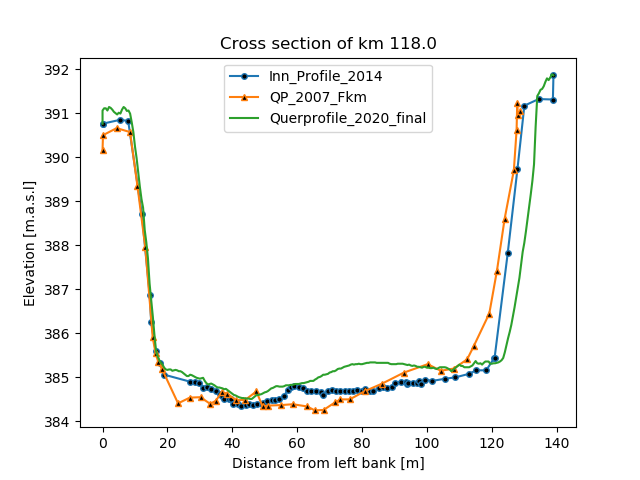 Cross section of km 118.0
Inn_Profile_2014
QP_2007_Fkm
Querprofile_2020_final
Elevation [m.a.s.l]
392
391
390
389
388
387
386
385
384
0 20 40 60 80 100 120 140
Distance from left bank [m]